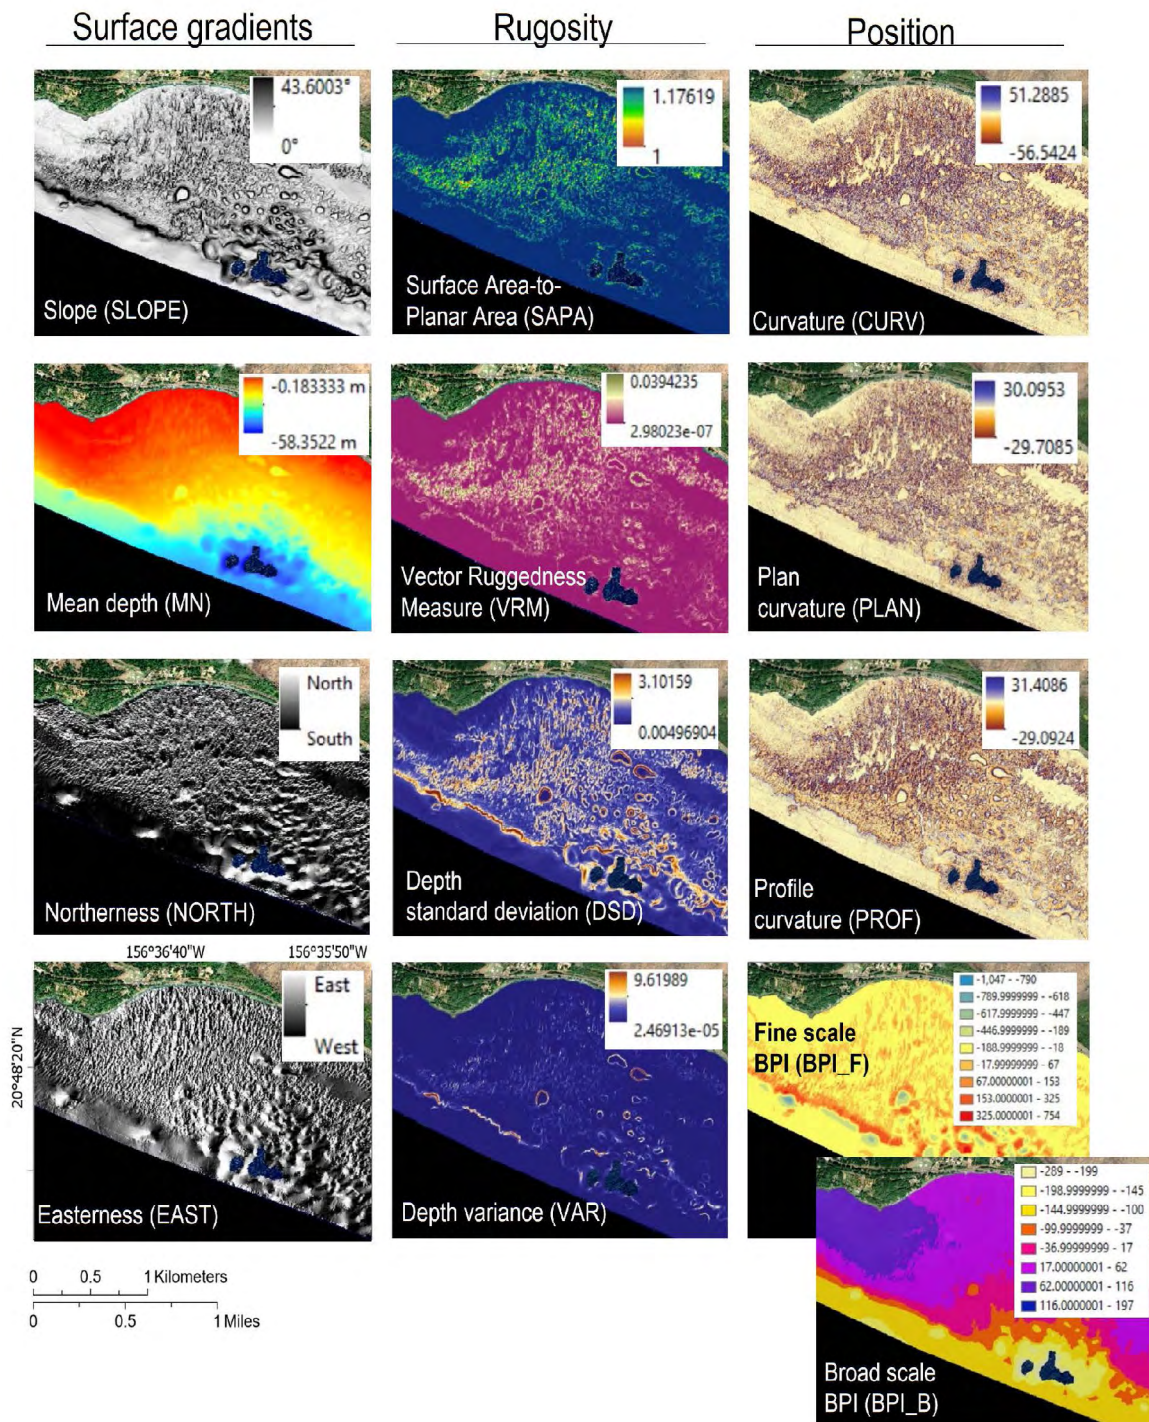 Surface gradients
Rugosity
Position
43.6003°
0°
Slope (SLOPE)
1.17619
1
Surface Area-to-
Planar Area (SAPA)
51.2885
-56.5424
Curvature (CURV)
-0.183333 m
-58.3522 m
Mean depth (MN)
0.0394235
2.98023e-07
Vector Ruggedness
Measure (VRM)
30.0953
-29.7085
Plan
curvature (PLAN)
North
South
Northerness (NORTH)
3.10159
0.00496904
Depth
standard deviation (DSD)
31.4086
-29.0924
Profile
curvature (PROF)
156°36'40"W
156°35'50"W
20°48'20"N
East
West
Easterness (EAST)
9.61989
2.46913e-05
Depth variance (VAR)
Fine scale
BPI (BPI_F)
-1,047 - -790
-789.9999999 - -618
-617.9999999 - -447
-446.9999999 - -189
-188.9999999 - -18
-17.99999999 - 67
67.00000001 - 153
153.0000001 - 325
325.0000001 - 754
-289 - -199
-198.9999999 - -145
-144.9999999 - -100
-99.9999999 - -37
-36.99999999 - 17
17.00000001 - 62
62.00000001 - 116
116.0000001 - 197
Broad scale
BPI (BPI_B)
0 0.5 1 Kilometers
0 0.5 1 Miles